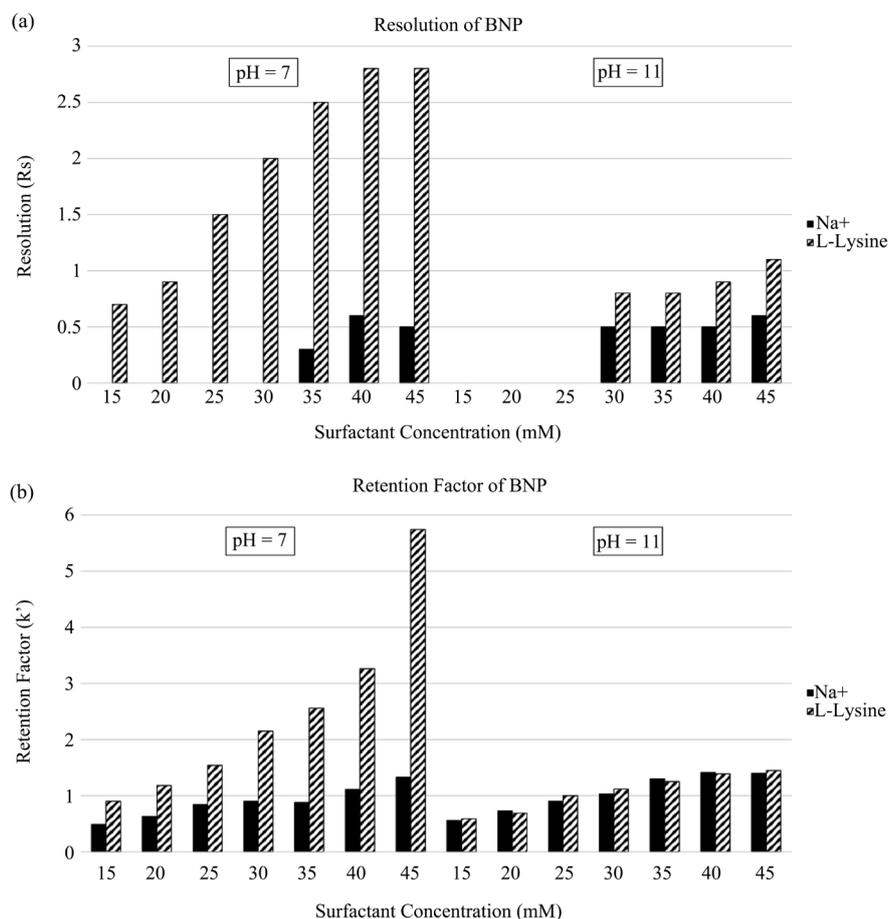 (a)
Resolution of BNP
pH = 7
pH = 11
Resolution (Rs)
3
2.5
2
1.5
1
0.5
0
15 20 25 30 35 40 45 15 20 25 30 35 40 45
Surfactant Concentration (mM)
Na+
L-Lysine
(b)
Retention Factor of BNP
pH = 7
pH = 11
Retention Factor (k’)
6
5
4
3
2
1
0
15 20 25 30 35 40 45 15 20 25 30 35 40 45
Surfactant Concentration (mM)
Na+
L-Lysine